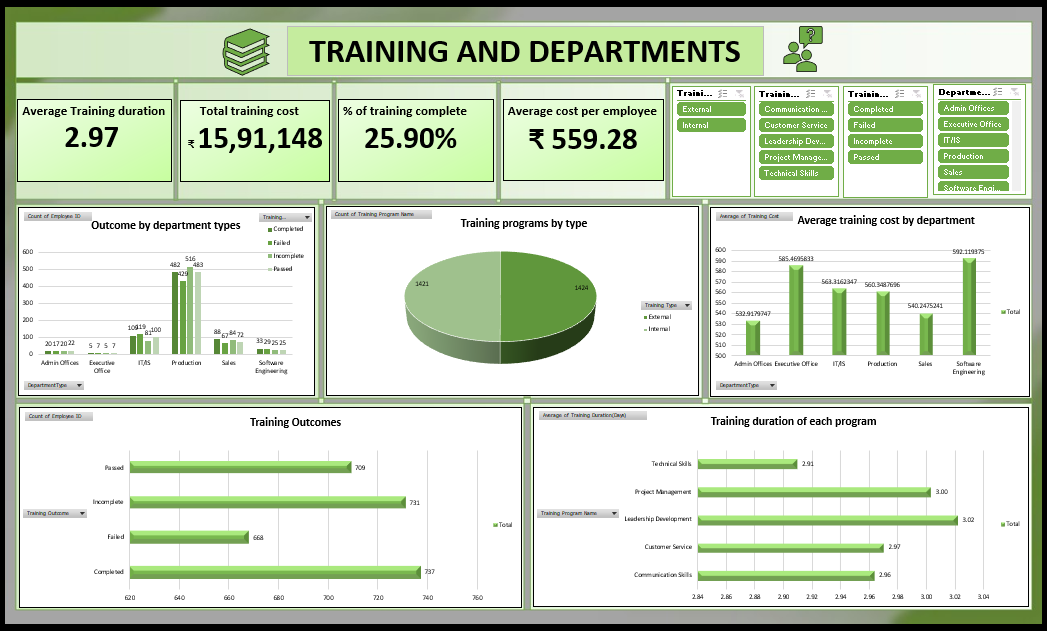 TRAINING AND DEPARTMENTS
?
Average Training duration
2.97
Total training cost
₹ 15,91,148
% of training complete
25.90%
Average cost per employee
₹ 559.28
Traini...
External
Internal
Trainin...
Communication ...
Customer Service
Leadership Dev...
Project Manage...
Technical Skills
Trainin...
Completed
Failed
Incomplete
Passed
Departme...
Admin Offices
Executive Office
IT/IS
Production
Sales
Software Engi...
Count of Employee ID
Outcome by department types
Training...
Completed
Failed
Incomplete
Passed
600
500
400
300
200
100
0
20 17 20 22
5 7 5 7
109 119 81 100
482 429 516 483
88 67 84 72
33 29 25 25
Admin Offices
Executive Office
IT/IS
Production
Sales
Software Engineering
DepartmentType
Count of Training Program Name
Training programs by type
1421
1424
Training Type
External
Internal
Average of Training Cost
Average training cost by department
600
590
580
570
560
550
540
530
520
510
500
532.9179747
585.4695833
563.3162347
560.3487696
540.2475241
592.119375
Admin Offices
Executive Office
IT/IS
Production
Sales
Software Engineering
Total
DepartmentType
Count of Employee ID
Training Outcomes
Training Outcome
Passed
709
Incomplete
731
Failed
668
Completed
737
620 640 660 680 700 720 740 760
Total
Average of Training Duration(Days)
Training duration of each program
Training Program Name
Technical Skills
2.91
Project Management
3.00
Leadership Development
3.02
Customer Service
2.97
Communication Skills
2.96
2.84 2.86 2.88 2.90 2.92 2.94 2.96 2.98 3.00 3.02 3.04
Total